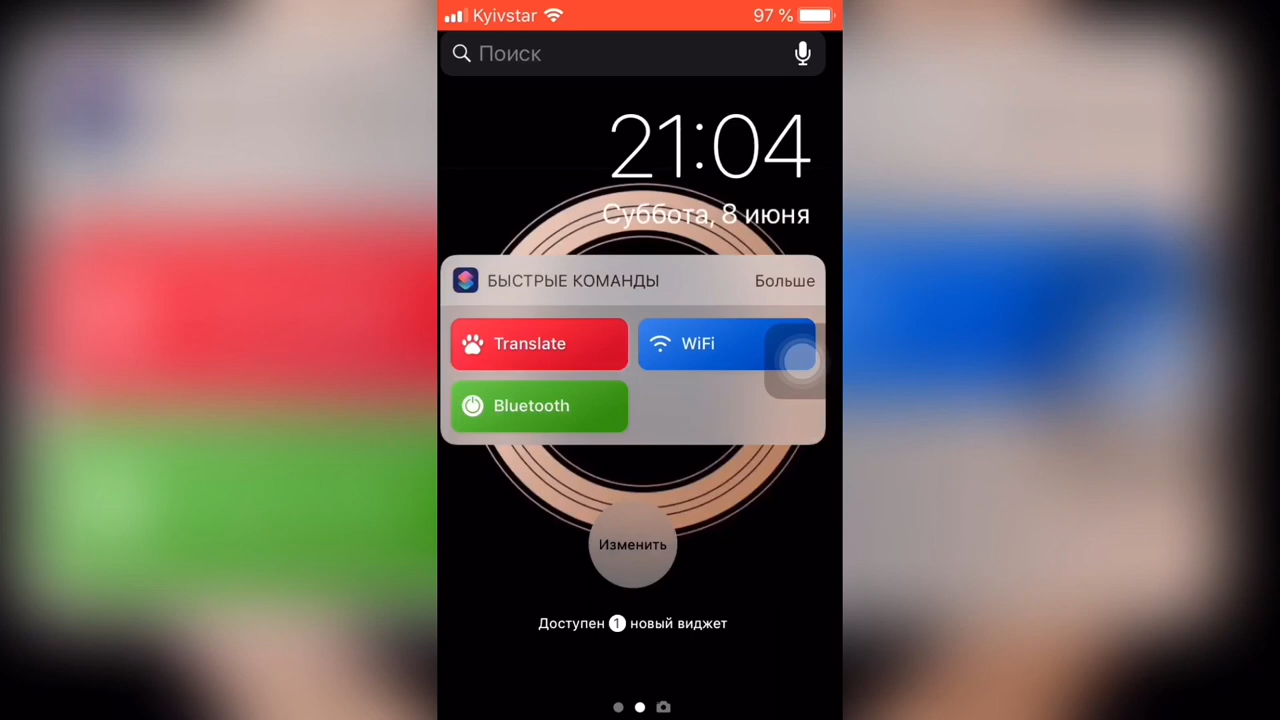 Kyivstar 97 %
Поиск
21:04
Суббота, 8 июня
БЫСТРЫЕ КОМАНДЫ Больше
Translate WiFi
Bluetooth
Изменить
Доступен 1 новый виджет